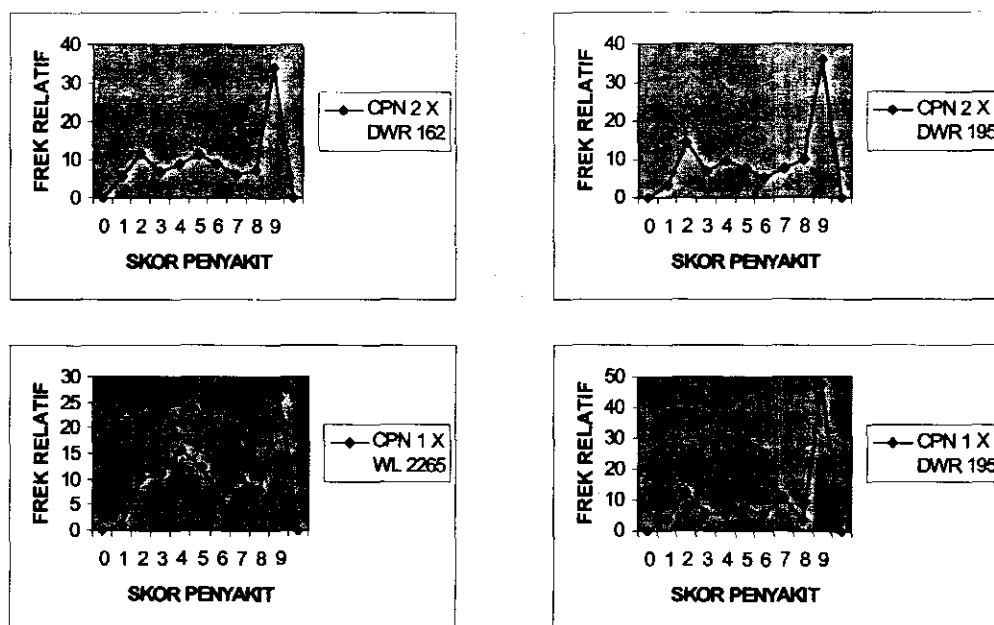 FREK RELATIF
40
30
20
10
0
0 1 2 3 4 5 6 7 8 9
SKOR PENYAKIT
CPN 2 X
DWR 162
FREK RELATIF
40
30
20
10
0
0 1 2 3 4 5 6 7 8 9
SKOR PENYAKIT
CPN 2 X
DWR 195
FREK RELATIF
30
25
20
15
10
5
0
0 1 2 3 4 5 6 7 8 9
SKOR PENYAKIT
CPN 1 X
WL 2265
FREK RELATIF
50
40
30
20
10
0
0 1 2 3 4 5 6 7 8 9
SKOR PENYAKIT
CPN 1 X
DWR 195